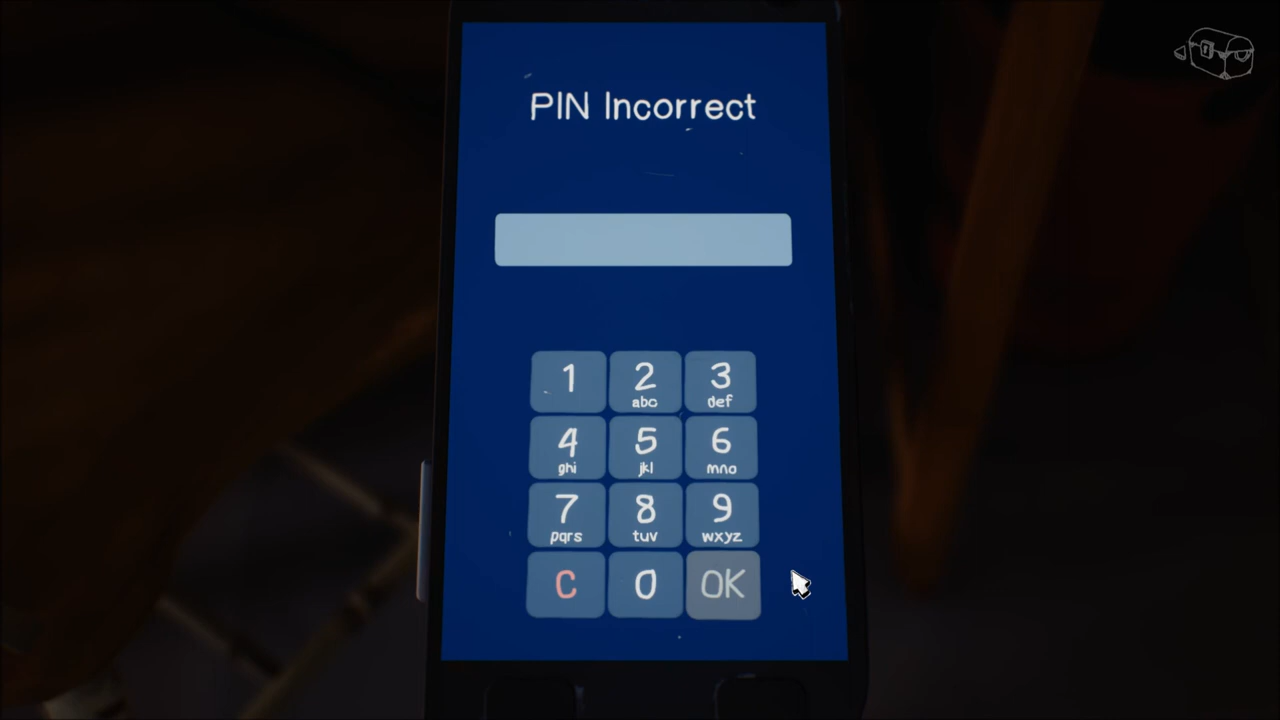 PIN Incorrect
1 2 3
abc def
4 5 6
ghi jkl mno
7 8 9
pqrs tuv wxyz
C 0 OK